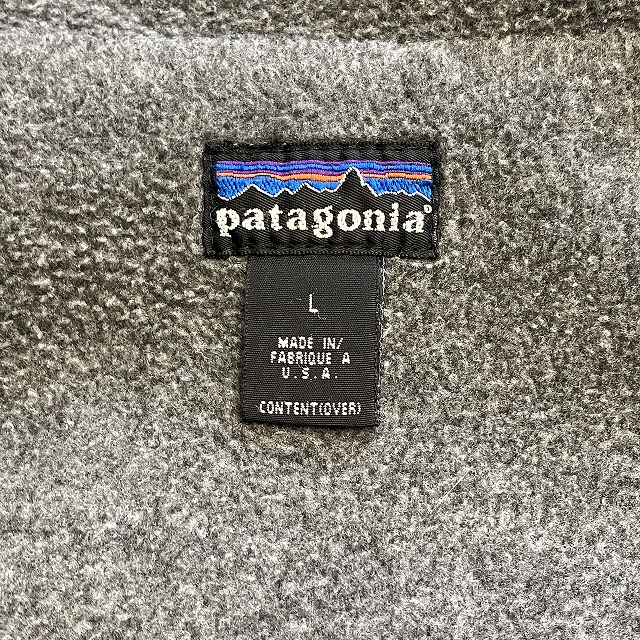 patagonia®
L
MADE IN/
FABRIQUE A
U.S.A.
CONTENT(OVER)